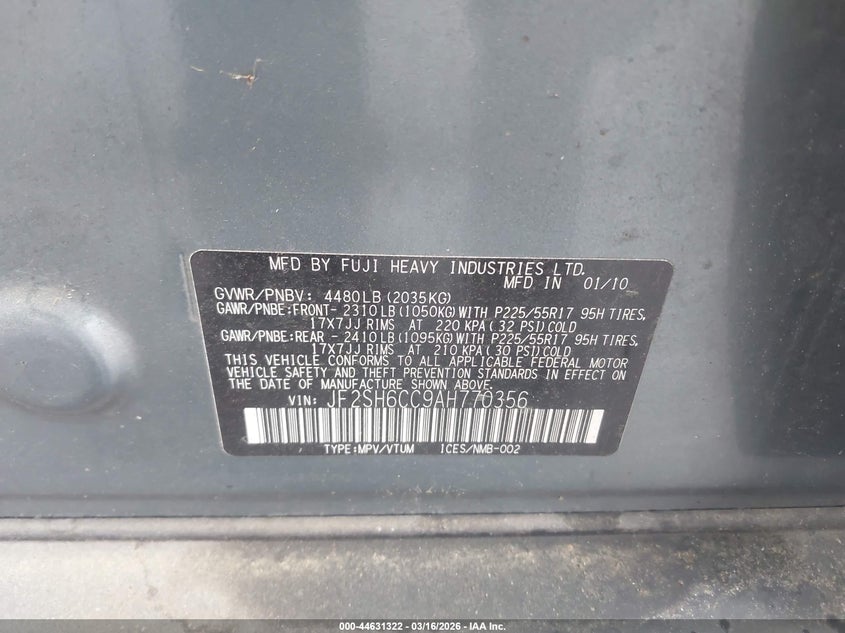 MFD BY FUJI HEAVY INDUSTRIES LTD.
MFD IN 01/10
GVWR/PNBV: 4480LB (2035KG)
GAWR/PNBE:FRONT- 2310LB (1050KG) WITH P225/55R17 95H TIRES,
17X7JJ RIMS AT 220 KPA (32 PSI) COLD
GAWR/PNBE:REAR - 2410LB (1095KG) WITH P225/55R17 95H TIRES,
17X7JJ RIMS AT 210 KPA (30 PSI) COLD
THIS VEHICLE CONFORMS TO ALL APPLICABLE FEDERAL MOTOR
VEHICLE SAFETY AND THEFT PREVENTION STANDARDS IN EFFECT ON
THE DATE OF MANUFACTURE SHOWN ABOVE.
VIN: JF2SH6CC9AH770356
TYPE:MPV/VTUM ICES/NMB-002
000-44631322 - 03/16/2026 - IAA Inc.